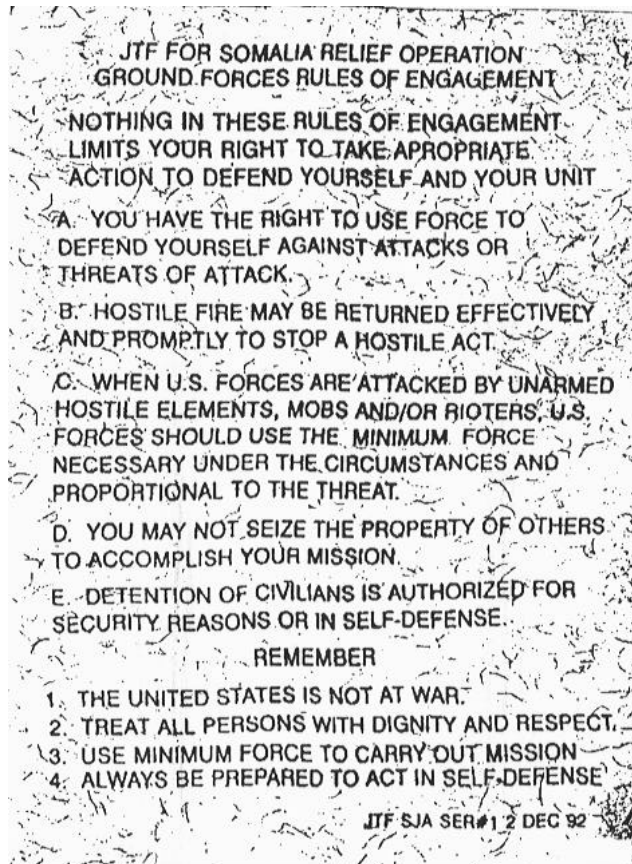 JTF FOR SOMALIA RELIEF OPERATION
GROUND FORCES RULES OF ENGAGEMENT
NOTHING IN THESE RULES OF ENGAGEMENT
LIMITS YOUR RIGHT TO TAKE APROPRIATE
ACTION TO DEFEND YOURSELF AND YOUR UNIT
A. YOU HAVE THE RIGHT TO USE FORCE TO
DEFEND YOURSELF AGAINST ATTACKS OR
THREATS OF ATTACK.
B. HOSTILE FIRE MAY BE RETURNED EFFECTIVELY
AND PROMPTLY TO STOP A HOSTILE ACT.
C. WHEN U.S. FORCES ARE ATTACKED BY UNARMED
HOSTILE ELEMENTS, MOBS AND/OR RIOTERS, U.S.
FORCES SHOULD USE THE MINIMUM FORCE
NECESSARY UNDER THE CIRCUMSTANCES AND
PROPORTIONAL TO THE THREAT.
D. YOU MAY NOT SEIZE THE PROPERTY OF OTHERS
TO ACCOMPLISH YOUR MISSION.
E. DETENTION OF CIVILIANS IS AUTHORIZED FOR
SECURITY REASONS OR IN SELF-DEFENSE.
REMEMBER
1. THE UNITED STATES IS NOT AT WAR.
2. TREAT ALL PERSONS WITH DIGNITY AND RESPECT.
3. USE MINIMUM FORCE TO CARRY OUT MISSION
4. ALWAYS BE PREPARED TO ACT IN SELF-DEFENSE
JTF SJA SER#1 2 DEC 92